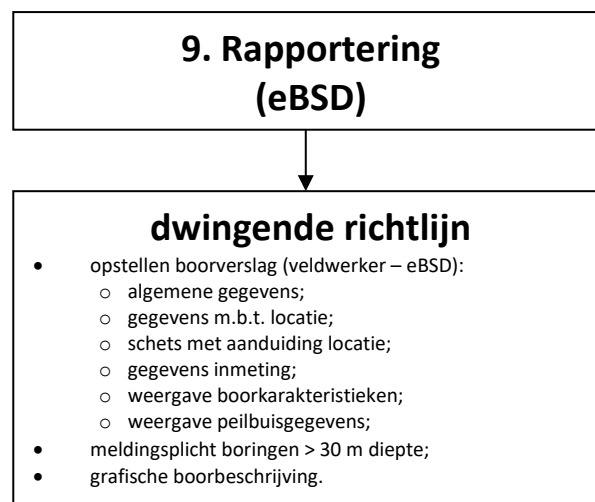 9. Rapportering
(eBSD)
dwingende richtlijn
• opstellen boorverslag (veldwerker – eBSD):
o algemene gegevens;
o gegevens m.b.t. locatie;
o schets met aanduiding locatie;
o gegevens inmeting;
o weergave boorkarakteristieken;
o weergave peilbuisgegevens;
• meldingsplicht boringen > 30 m diepte;
• grafische boorbeschrijving.